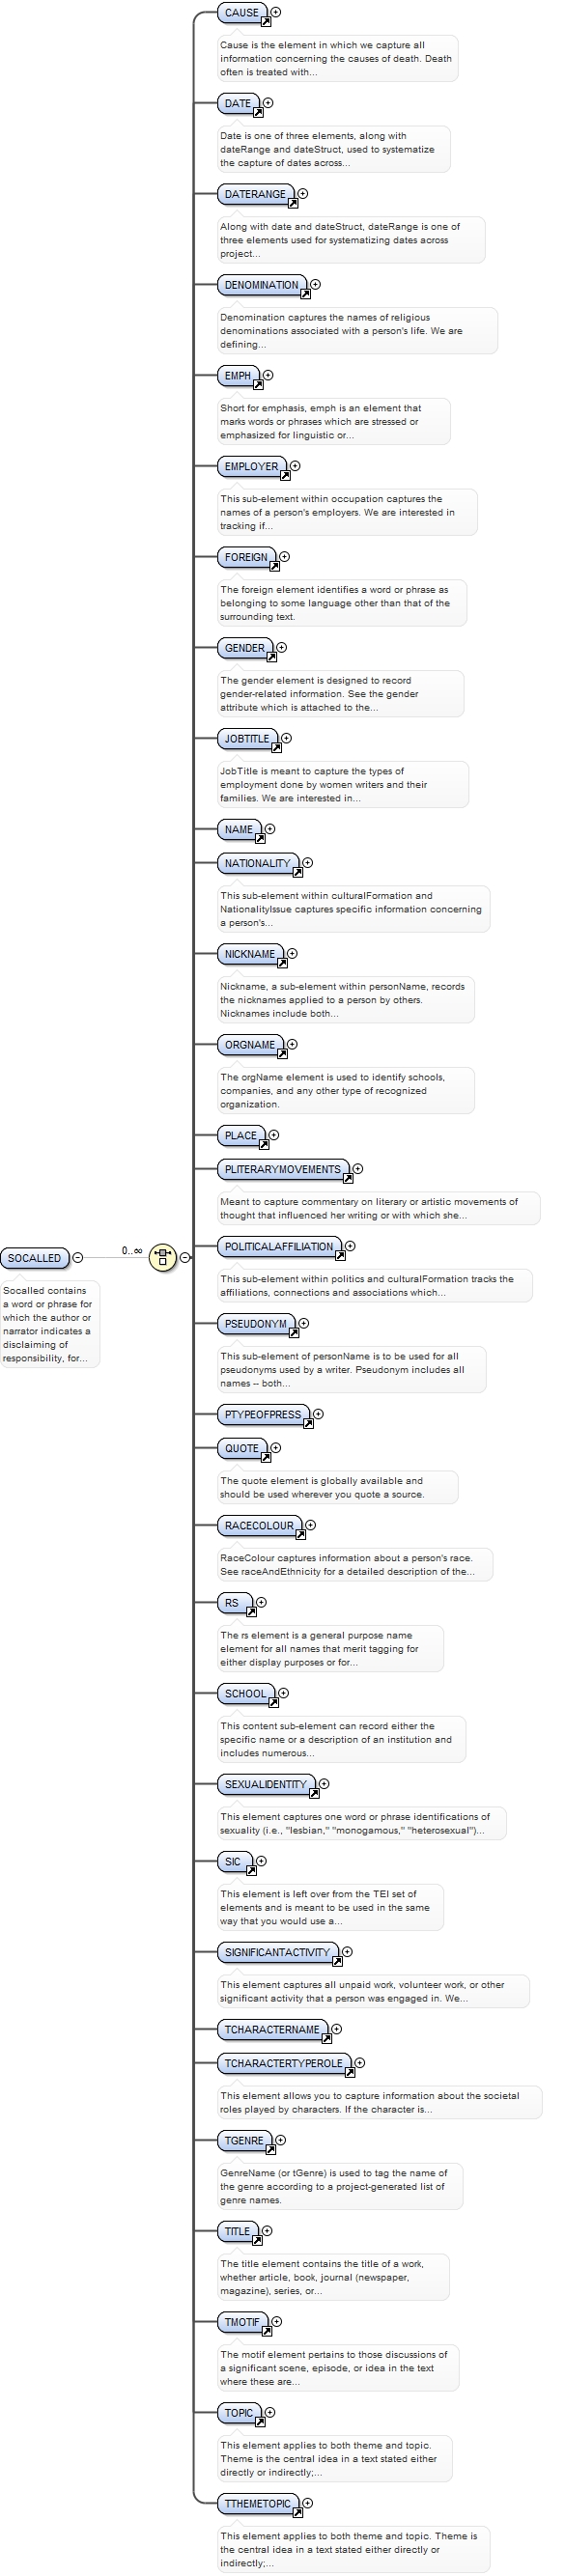 CAUSE
Cause is the element in which we capture all
information concerning the causes of death. Death
often is treated with...
DATE
Date is one of three elements, along with
dateRange and dateStruct, used to systematize
the capture of dates across...
DATERANGE
Along with date and dateStruct, dateRange is one of
three elements used for systematizing dates across
project...
DENOMINATION
Denomination captures the names of religious
denominations associated with a person's life. We are
defining...
EMPH
Short for emphasis, emph is an element that
marks words or phrases which are stressed or
emphasized for linguistic or...
EMPLOYER
This sub-element within occupation captures the
names of a person's employers. We are interested in
tracking if...
FOREIGN
The foreign element identifies a word or phrase as
belonging to some language other than that of the
surrounding text.
GENDER
The gender element is designed to record
gender-related information. See the gender
attribute which is attached to the...
JOBTITLE
JobTitle is meant to capture the types of
employment done by women writers and their
families. We are interested in...
NAME
NATIONALITY
This sub-element within culturalFormation and
NationalityIssue captures specific information concerning
a person's...
NICKNAME
Nickname, a sub-element within personName, records
the nicknames applied to a person by others.
Nicknames include both...
ORGNAME
The orgName element is used to identify schools,
companies, and any other type of recognized
organization.
PLACE
PLITERARYMOVEMENTS
Meant to capture commentary on literary or artistic movements of
thought that influenced her writing or with which she...
SOCALLED
0..∞
Socalled contains
a word or phrase for
which the author or
narrator indicates a
disclaiming of
responsibility, for...
POLITICALAFFILIATION
This sub-element within politics and culturalFormation tracks the
affiliations, connections and associations which...
PSEUDONYM
This sub-element of personName is to be used for all
pseudonyms used by a writer. Pseudonym includes all
names -- both...
PTYPEOFPRESS
QUOTE
The quote element is globally available and
should be used wherever you quote a source.
RACECOLOUR
RaceColour captures information about a person's race.
See raceAndEthnicity for a detailed description of the...
RS
The rs element is a general purpose name
element for all names that merit tagging for
either display purposes or for...
SCHOOL
This content sub-element can record either the
specific name or a description of an institution and
includes numerous...
SEXUALIDENTITY
This element captures one word or phrase identifications of
sexuality (i.e., "lesbian," "monogamous," "heterosexual")...
SIC
This element is left over from the TEI set of
elements and is meant to be used in the same
way that you would use a...
SIGNIFICANTACTIVITY
This element captures all unpaid work, volunteer work, or other
significant activity that a person was engaged in. We...
TCHARACTERNAME
TCHARACTERTYPEROLE
This element allows you to capture information about the societal
roles played by characters. If the character is...
TGENRE
GenreName (or tGenre) is used to tag the name of
the genre according to a project-generated list of
genre names.
TITLE
The title element contains the title of a work,
whether article, book, journal (newspaper,
magazine), series, or...
TMOTIF
The motif element pertains to those discussions of
a significant scene, episode, or idea in the text
where these are...
TOPIC
This element applies to both theme and topic.
Theme is the central idea in a text stated either
directly or indirectly;...
TTHEMETOPIC
This element applies to both theme and topic. Theme is
the central idea in a text stated either directly or
indirectly;...